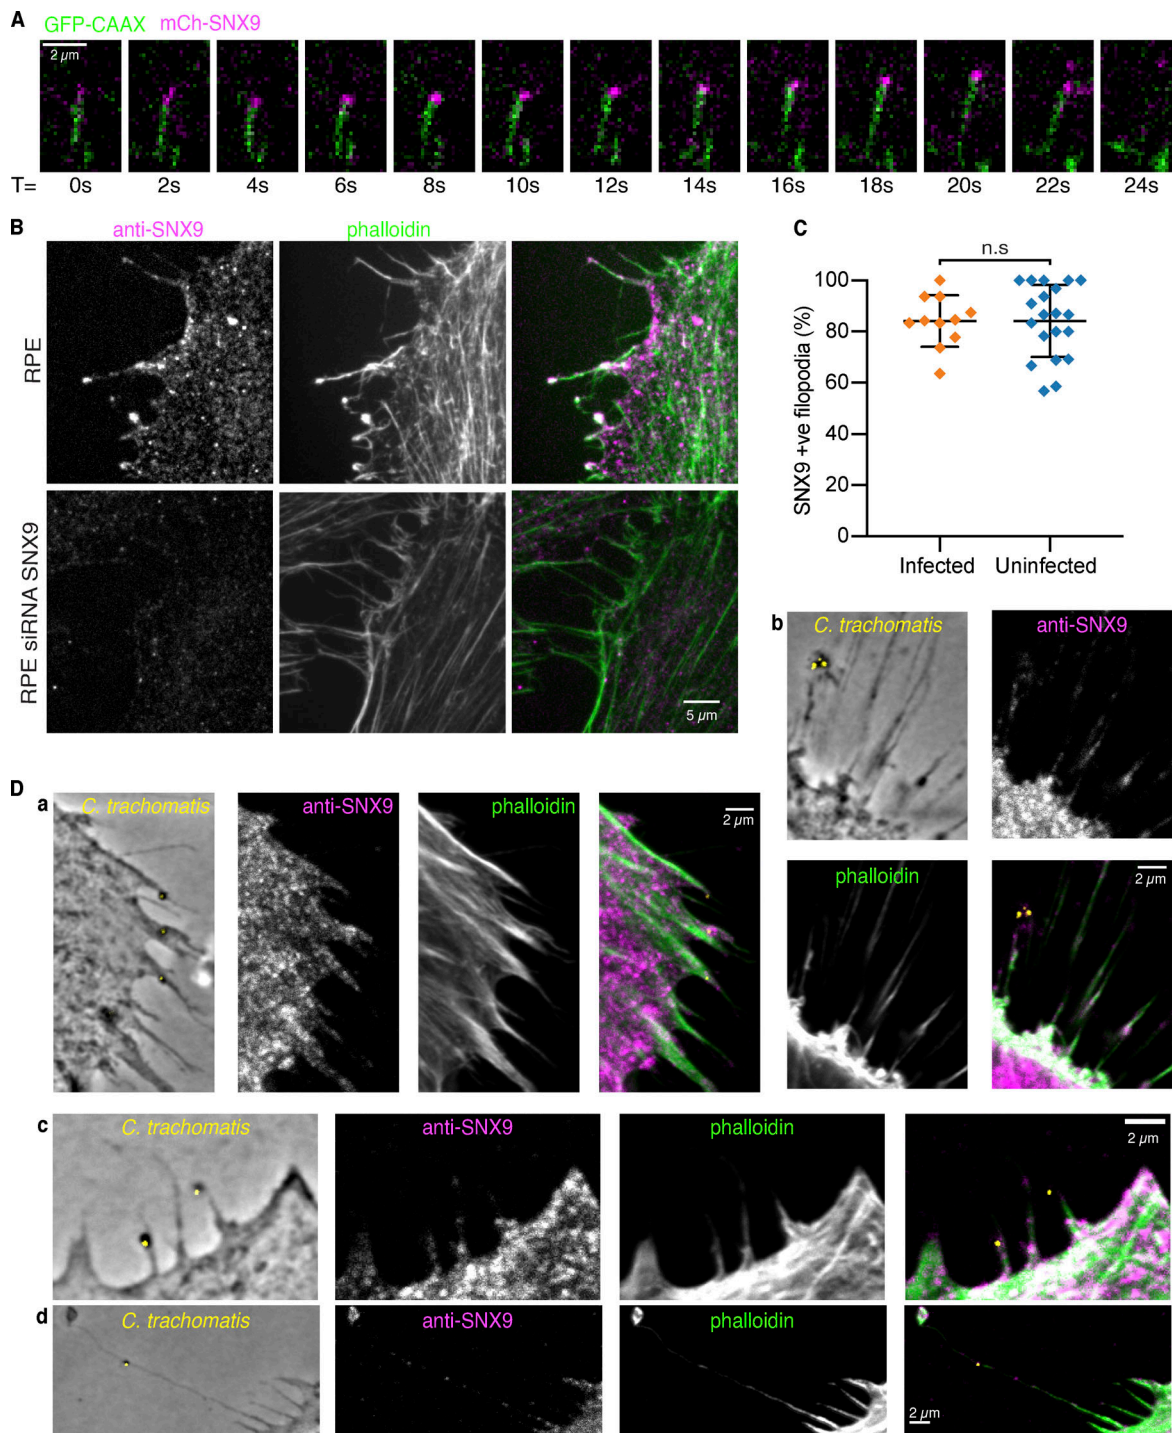 A
GFP-CAAX mCh-SNX9
2 µm
T= 0s 2s 4s 6s 8s 10s 12s 14s 16s 18s 20s 22s 24s
B
anti-SNX9 phalloidin
RPE
RPE siRNA SNX9
5 µm
C
n.s
SNX9 +ve filopodia (%)
100
80
60
40
20
0
Infected Uninfected
D
a
C. trachomatis anti-SNX9 phalloidin
2 µm
b
C. trachomatis anti-SNX9
phalloidin
2 µm
c
C. trachomatis anti-SNX9 phalloidin
2 µm
d
C. trachomatis anti-SNX9 phalloidin
2 µm